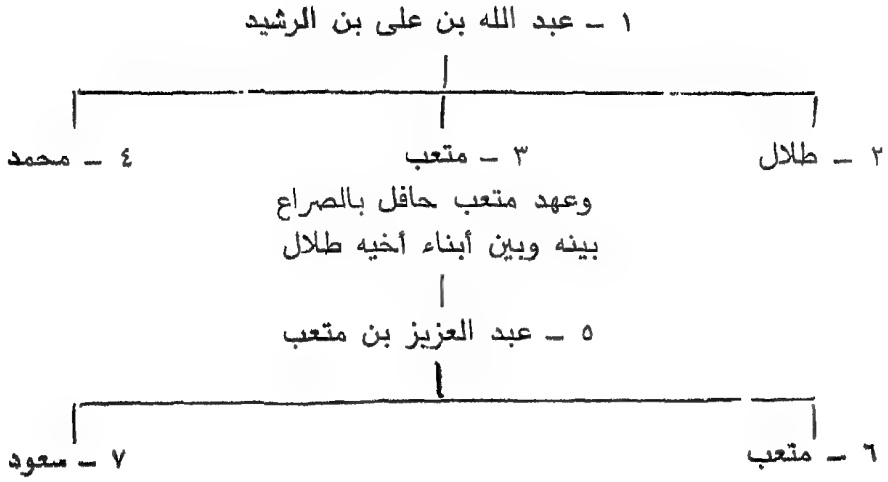 ١ - عبد الله بن على بن الرشيد
٢ - طلال
٣ - متعب
٤ - محمد
وعهد متعب حافل بالصراع
بينه وبين أبناء أخيه طلال
٥ - عبد العزيز بن متعب
٦ - متعب
٧ - سعود